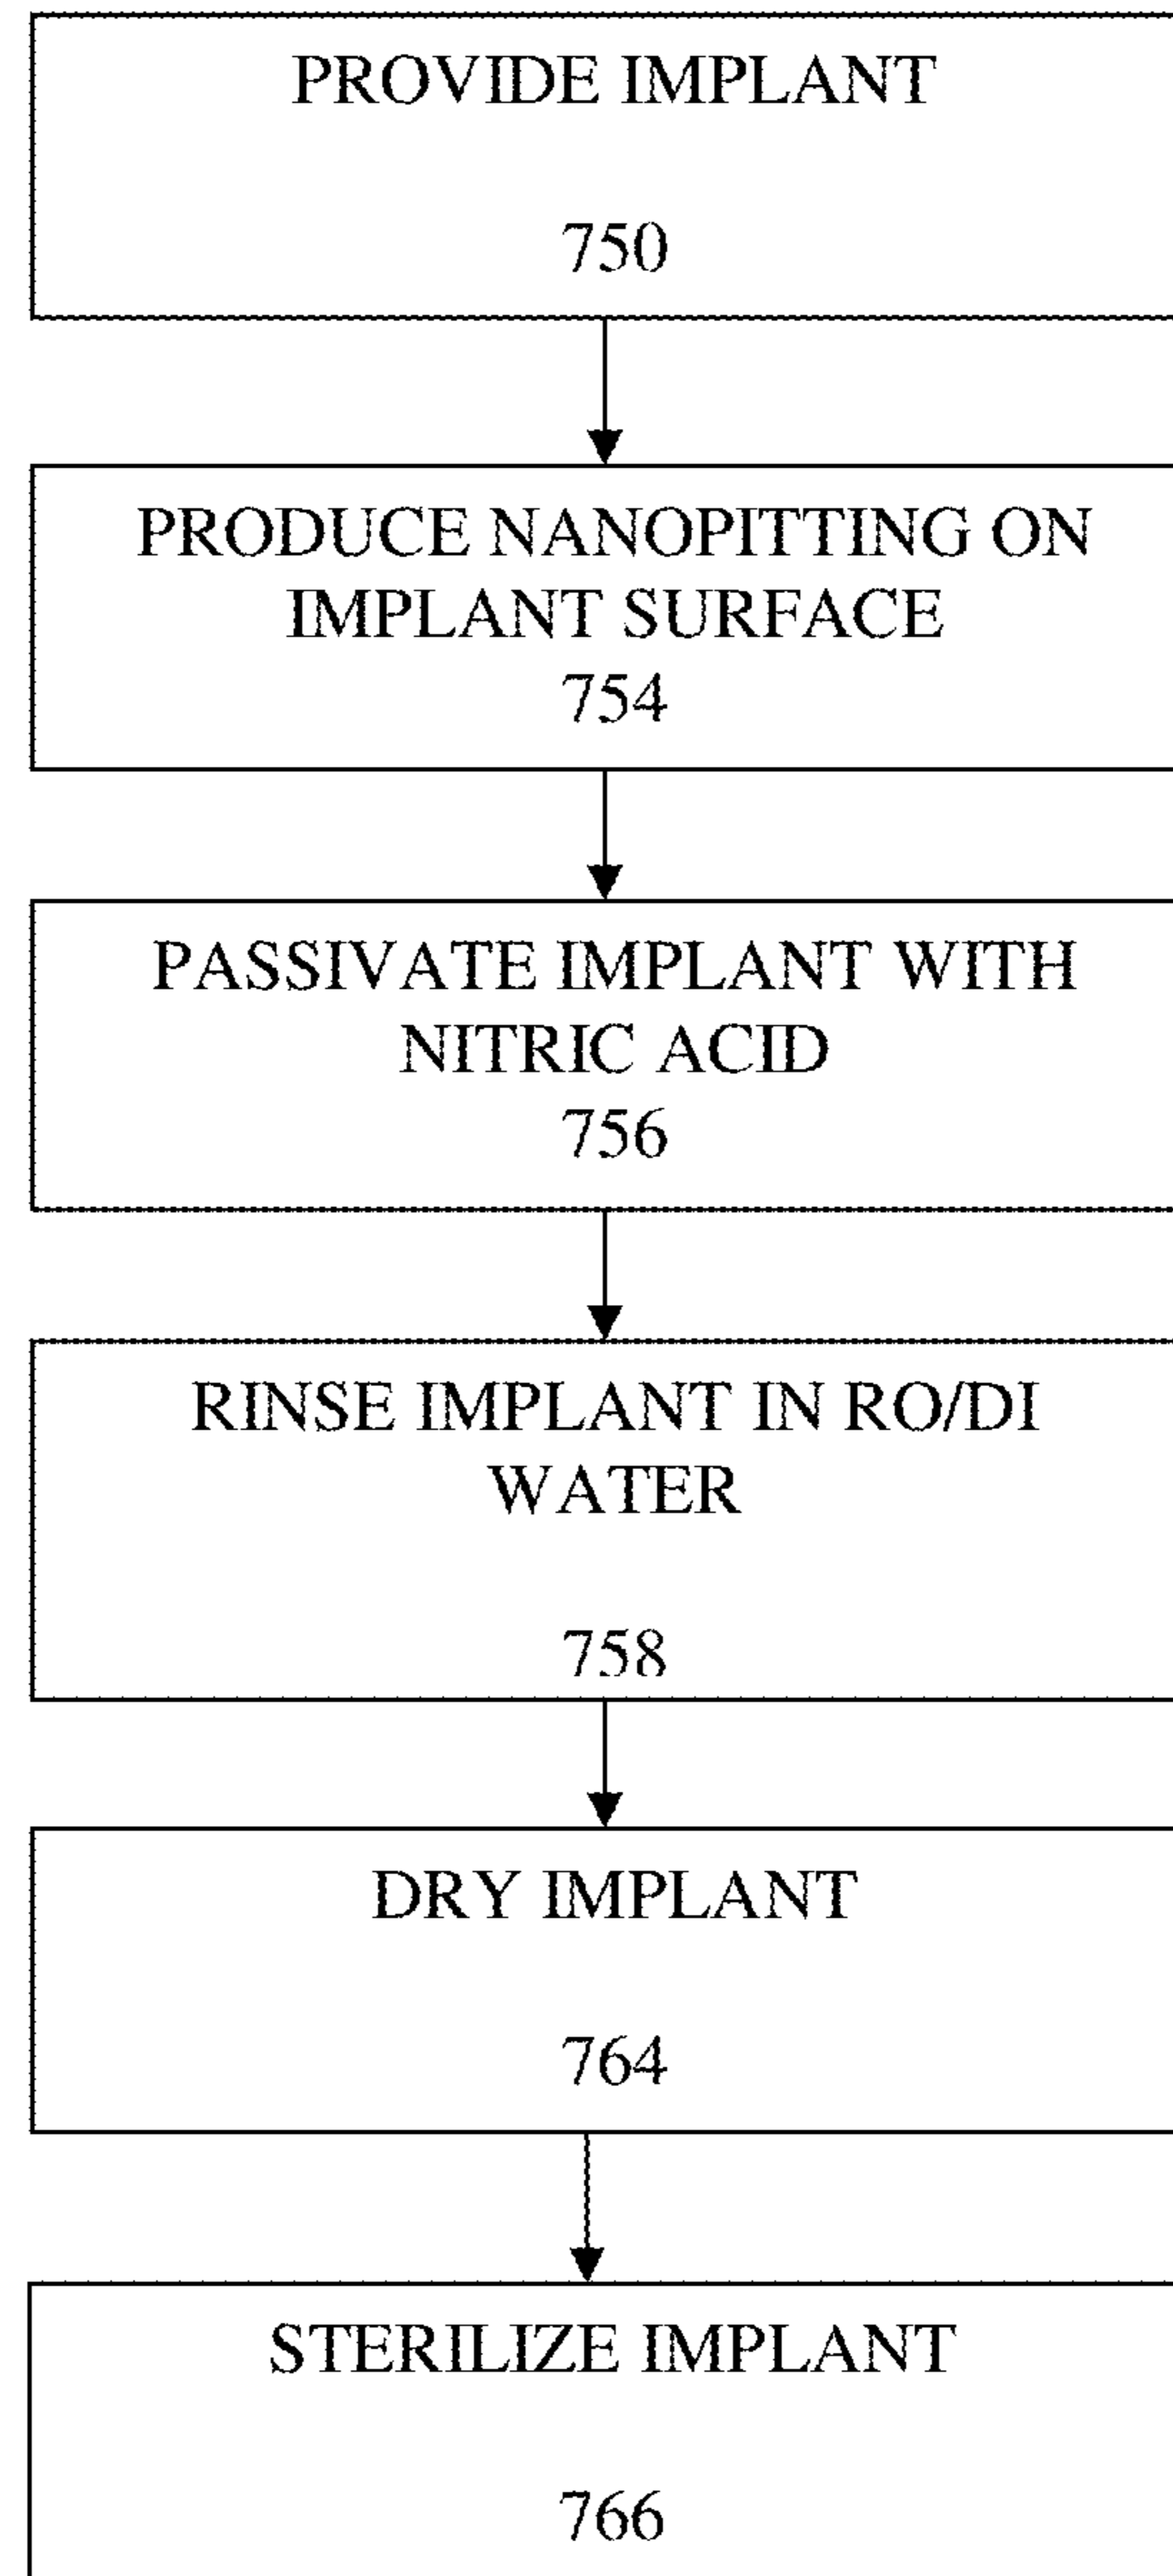 PROVIDE IMPLANT
750
PRODUCE NANOPITTING ON
IMPLANT SURFACE
754
PASSIVATE IMPLANT WITH
NITRIC ACID
756
RINSE IMPLANT IN RO/DI
WATER
758
DRY IMPLANT
764
STERILIZE IMPLANT
766